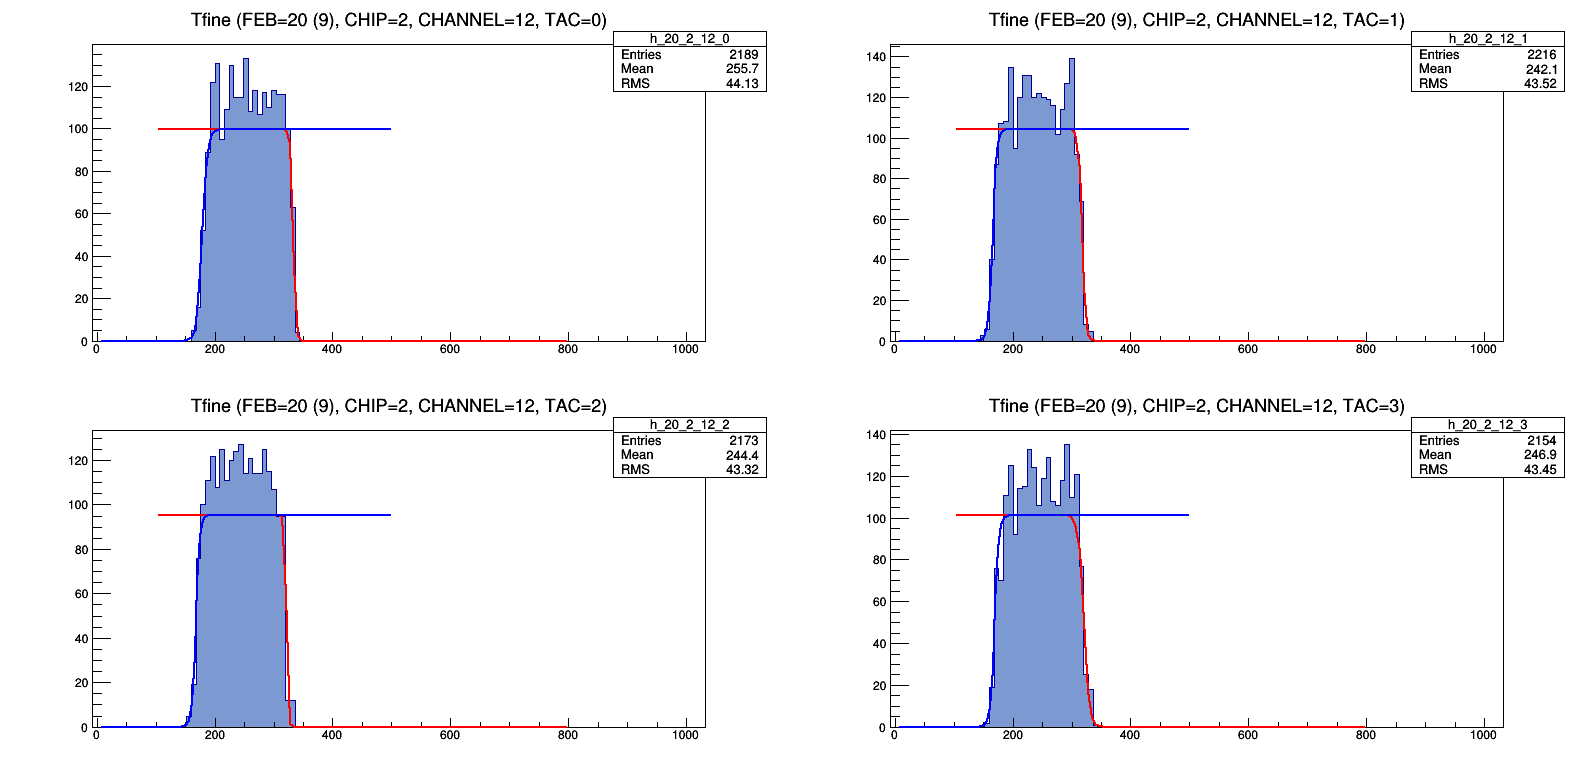 Tfine (FEB=20 (9), CHIP=2, CHANNEL=12, TAC=0)
h_20_2_12_0
Entries 2189
Mean 255.7
RMS 44.13
120
100
80
60
40
20
0
0 200 400 600 800 1000
Tfine (FEB=20 (9), CHIP=2, CHANNEL=12, TAC=1)
h_20_2_12_1
Entries 2216
Mean 242.1
RMS 43.52
140
120
100
80
60
40
20
0
0 200 400 600 800 1000
Tfine (FEB=20 (9), CHIP=2, CHANNEL=12, TAC=2)
h_20_2_12_2
Entries 2173
Mean 244.4
RMS 43.32
120
100
80
60
40
20
0
0 200 400 600 800 1000
Tfine (FEB=20 (9), CHIP=2, CHANNEL=12, TAC=3)
h_20_2_12_3
Entries 2154
Mean 246.9
RMS 43.45
140
120
100
80
60
40
20
0
0 200 400 600 800 1000